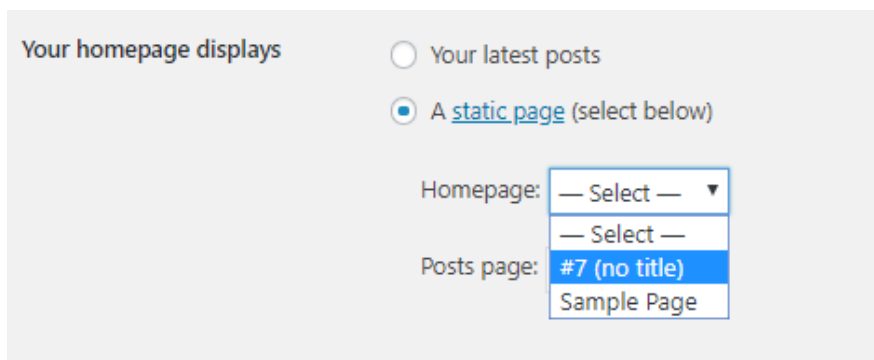 Your homepage displays
Your latest posts
A static page (select below)
Homepage: — Select —
— Select —
Posts page:
#7 (no title)
Sample Page